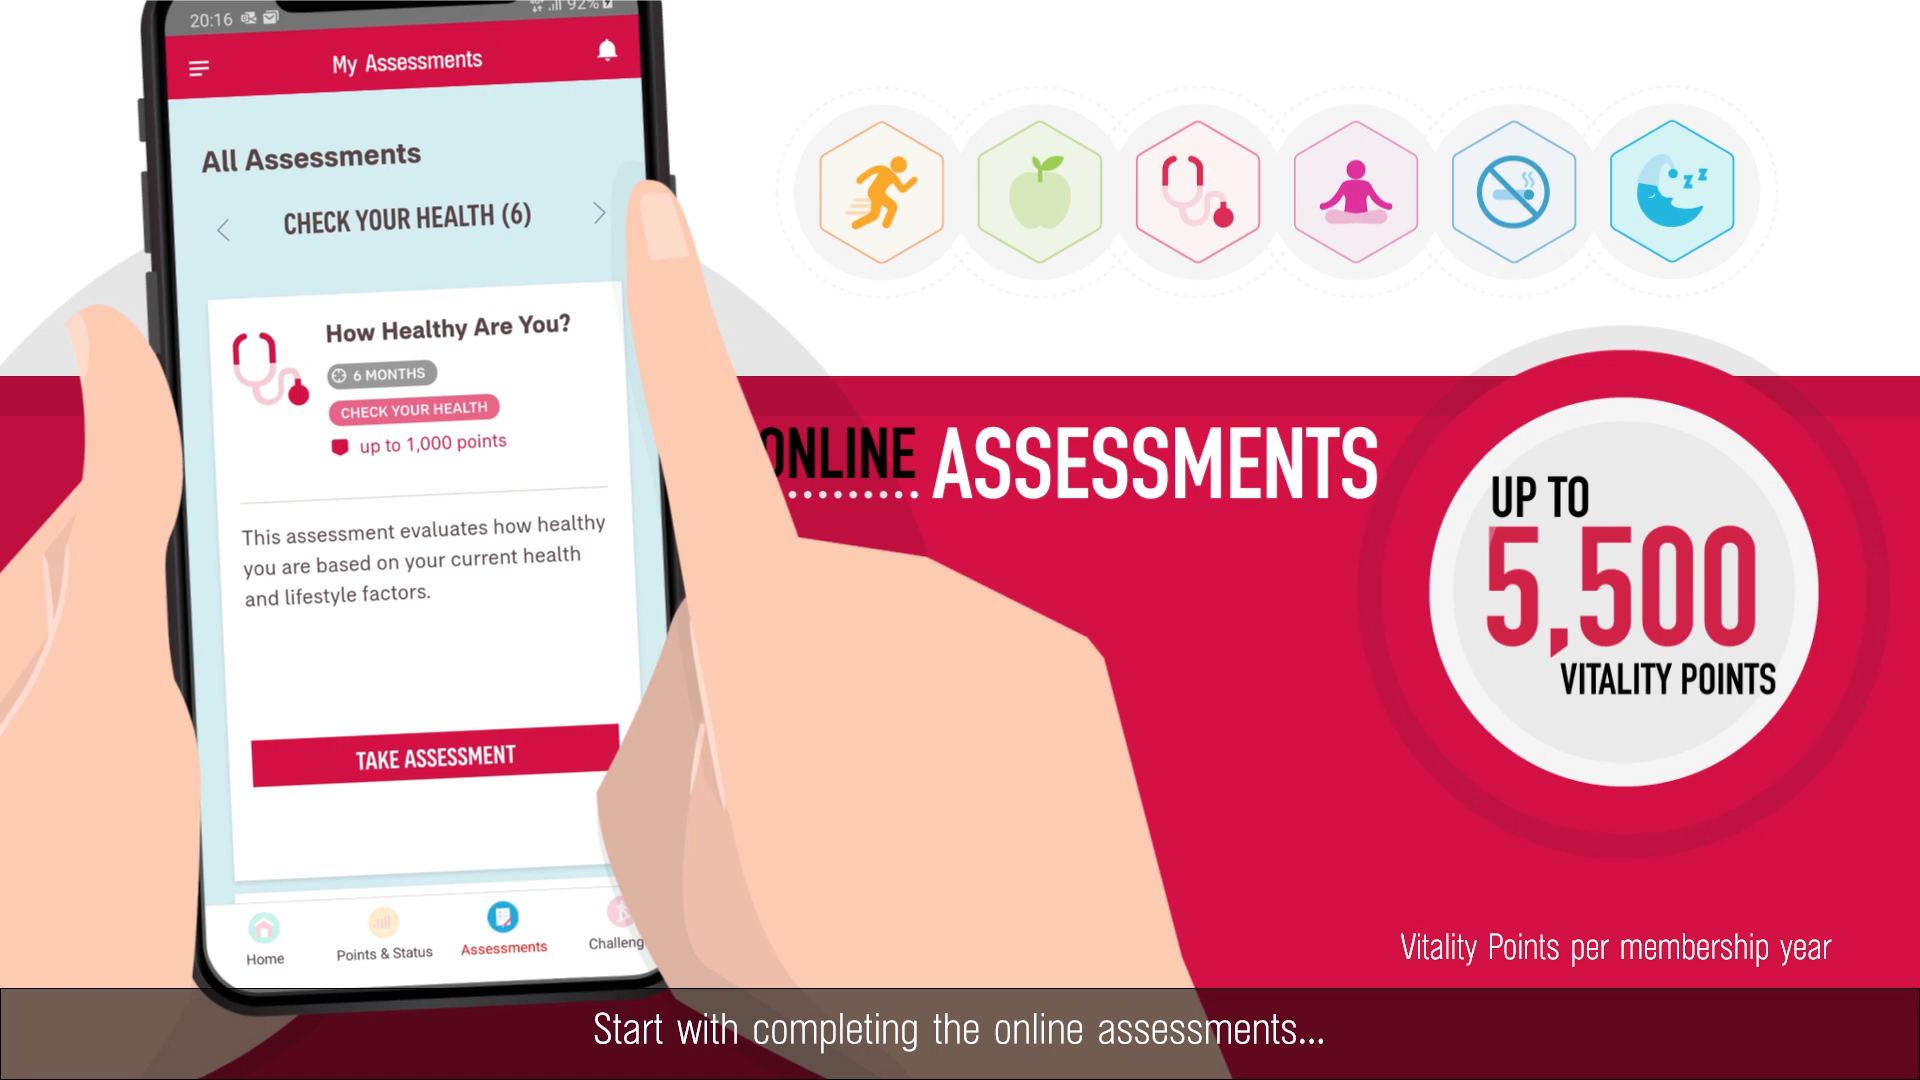 20:16
92%
My Assessments
All Assessments
CHECK YOUR HEALTH (6)
How Healthy Are You?
6 MONTHS
CHECK YOUR HEALTH
up to 1,000 points
This assessment evaluates how healthy
you are based on your current health
and lifestyle factors.
TAKE ASSESSMENT
Home
Points & Status
Assessments
Challeng
z z
ONLINE ASSESSMENTS
UP TO
5,500
VITALITY POINTS
Vitality Points per membership year
Start with completing the online assessments...